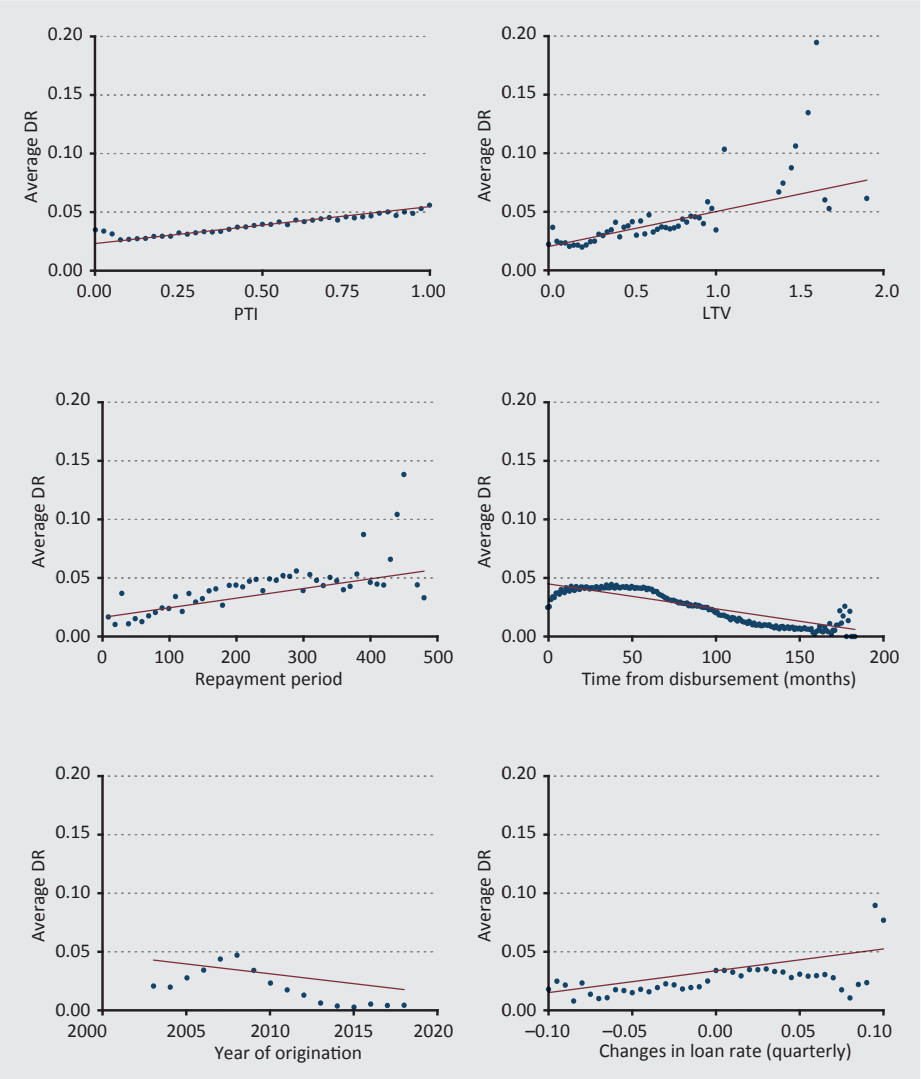 0.20
0.15
0.10
0.05
0.00
Average DR
0.00 0.25 0.50 0.75 1.00
PTI
0.20
0.15
0.10
0.05
0.00
Average DR
0.0 0.5 1.0 1.5 2.0
LTV
0.20
0.15
0.10
0.05
0.00
Average DR
0 100 200 300 400 500
Repayment period
0.20
0.15
0.10
0.05
0.00
Average DR
0 50 100 150 200
Time from disbursement (months)
0.20
0.15
0.10
0.05
0.00
Average DR
2000 2005 2010 2015 2020
Year of origination
0.20
0.15
0.10
0.05
0.00
Average DR
–0.10 –0.05 0.00 0.05 0.10
Changes in loan rate (quarterly)